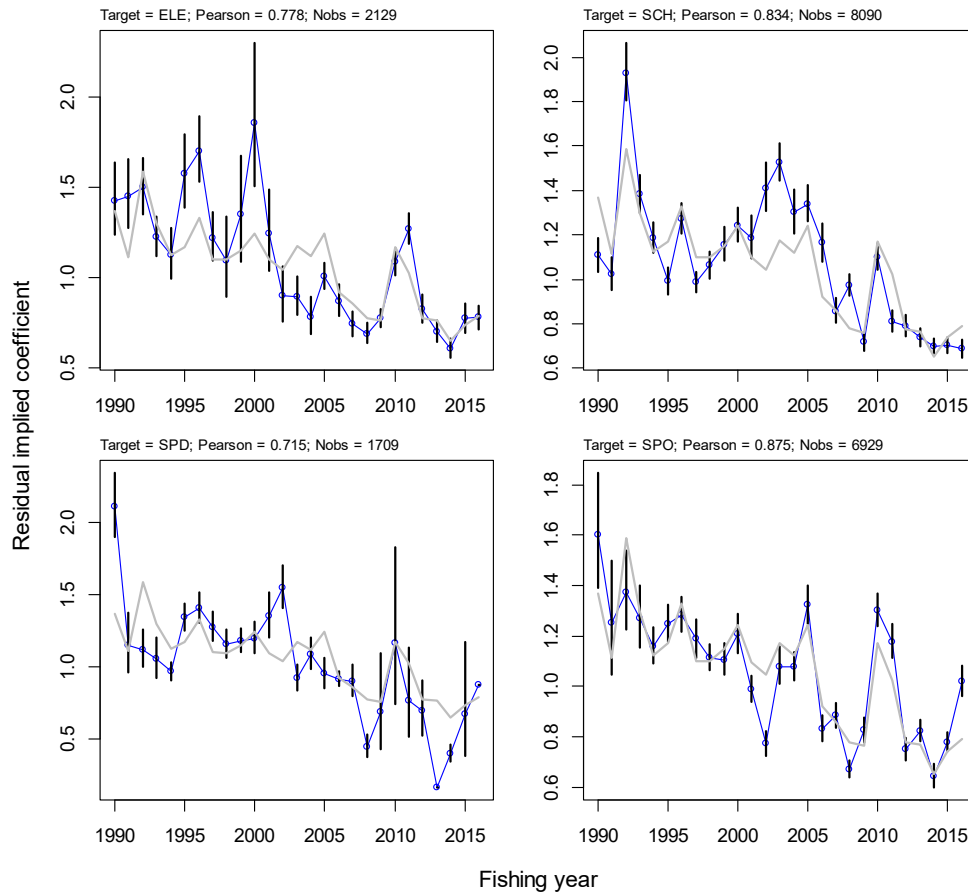 Target = ELE; Pearson = 0.778; Nobs = 2129
Target = SCH; Pearson = 0.834; Nobs = 8090
2.0
1.5
1.0
0.5
1990 1995 2000 2005 2010 2015
2.0
1.8
1.6
1.4
1.2
1.0
0.8
0.6
1990 1995 2000 2005 2010 2015
Residual implied coefficient
Target = SPD; Pearson = 0.715; Nobs = 1709
Target = SPO; Pearson = 0.875; Nobs = 6929
2.0
1.5
1.0
0.5
1990 1995 2000 2005 2010 2015
1.8
1.6
1.4
1.2
1.0
0.8
0.6
1990 1995 2000 2005 2010 2015
Fishing year